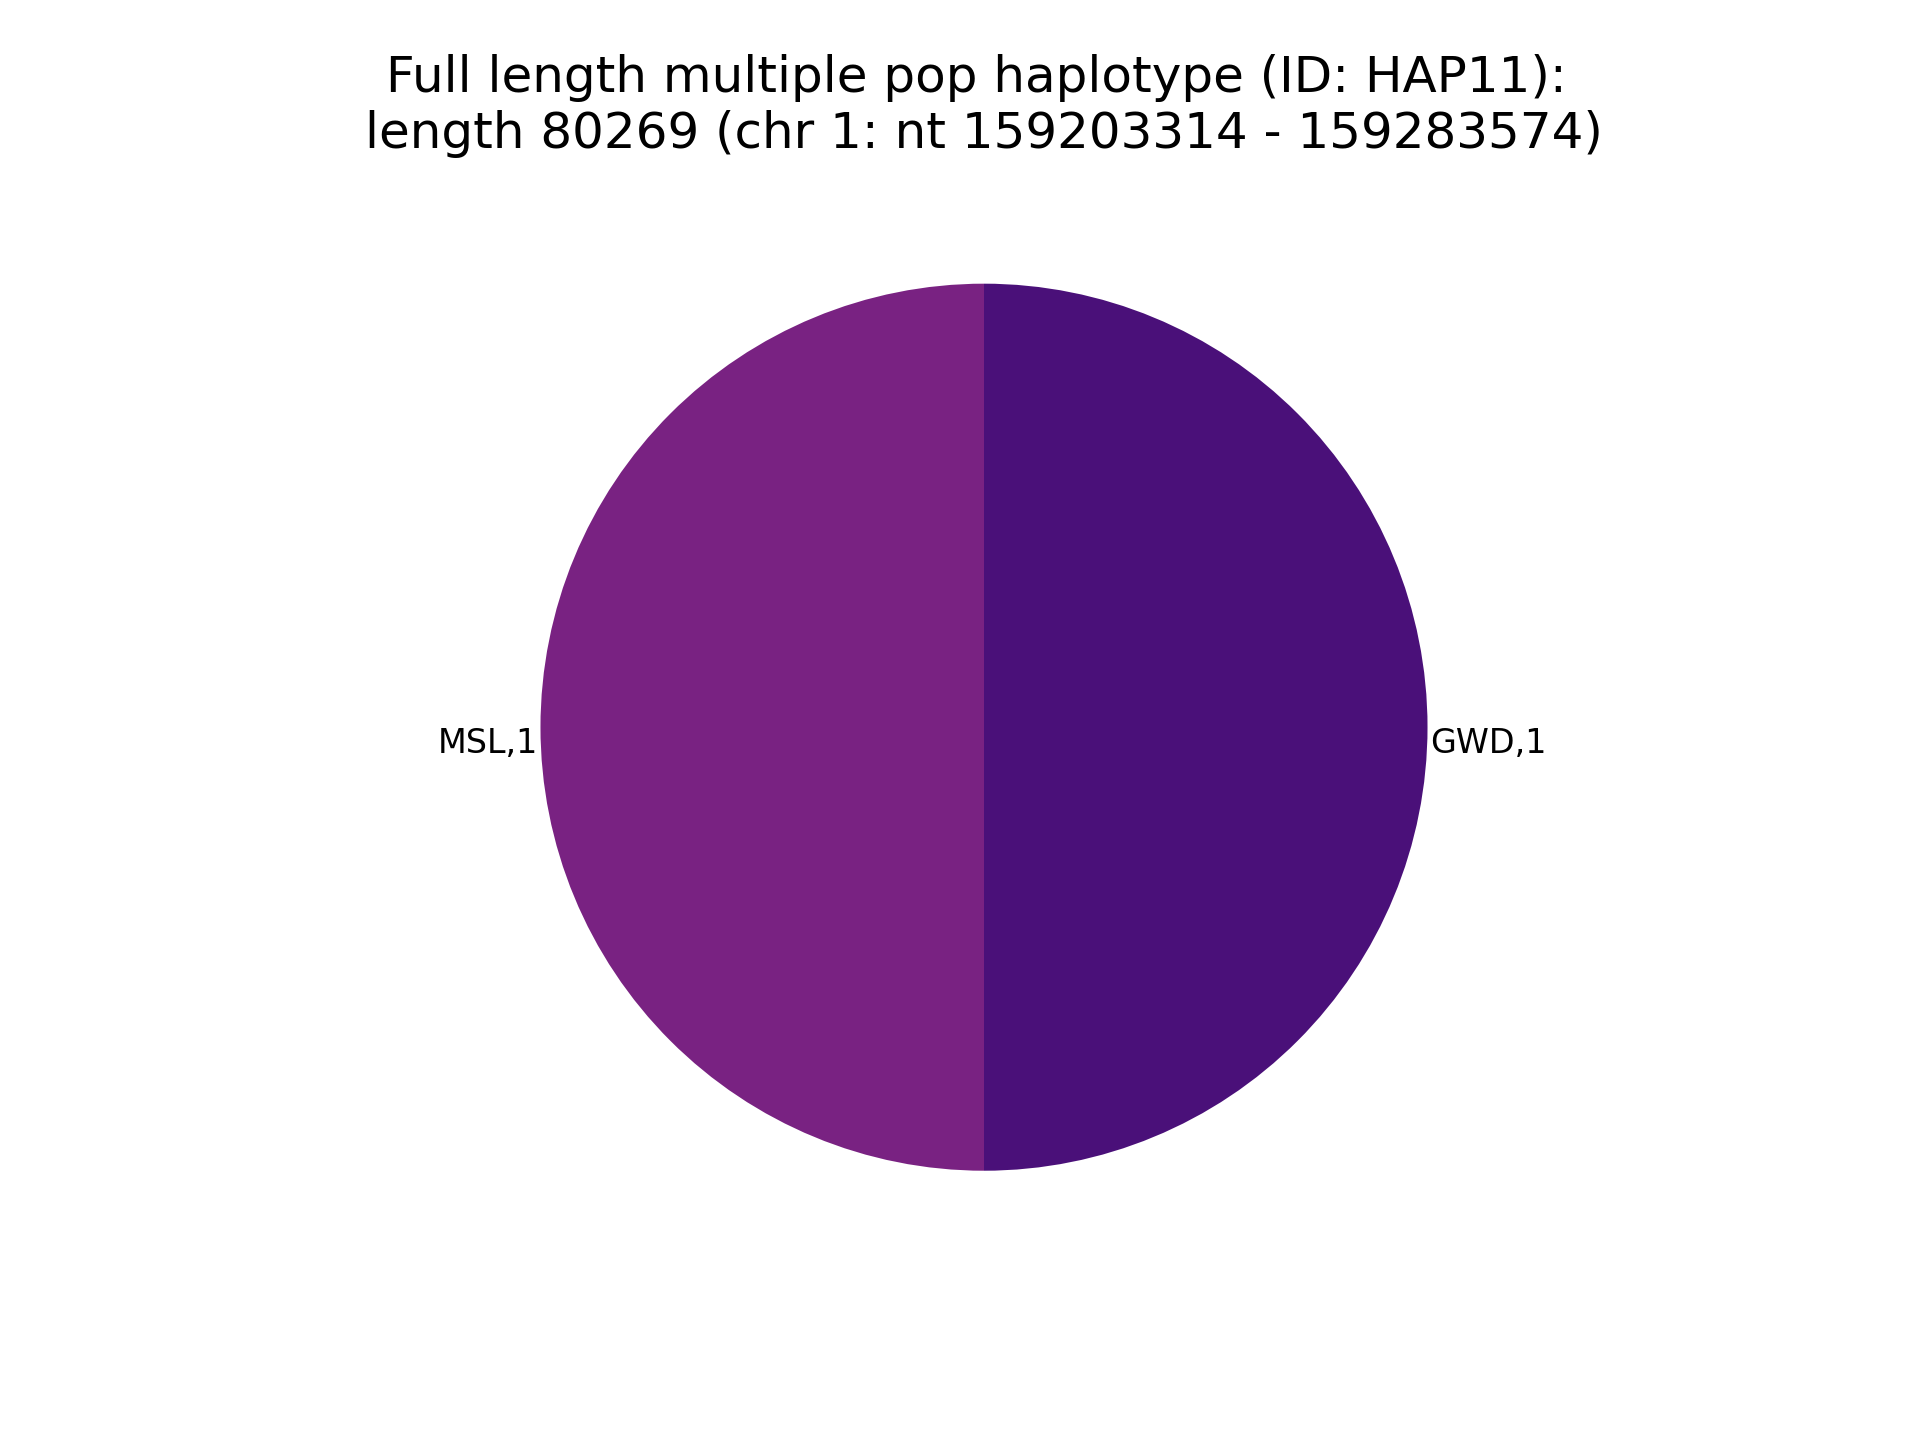 Full length multiple pop haplotype (ID: HAP11):
length 80269 (chr 1: nt 159203314 - 159283574)
MSL,1
GWD,1